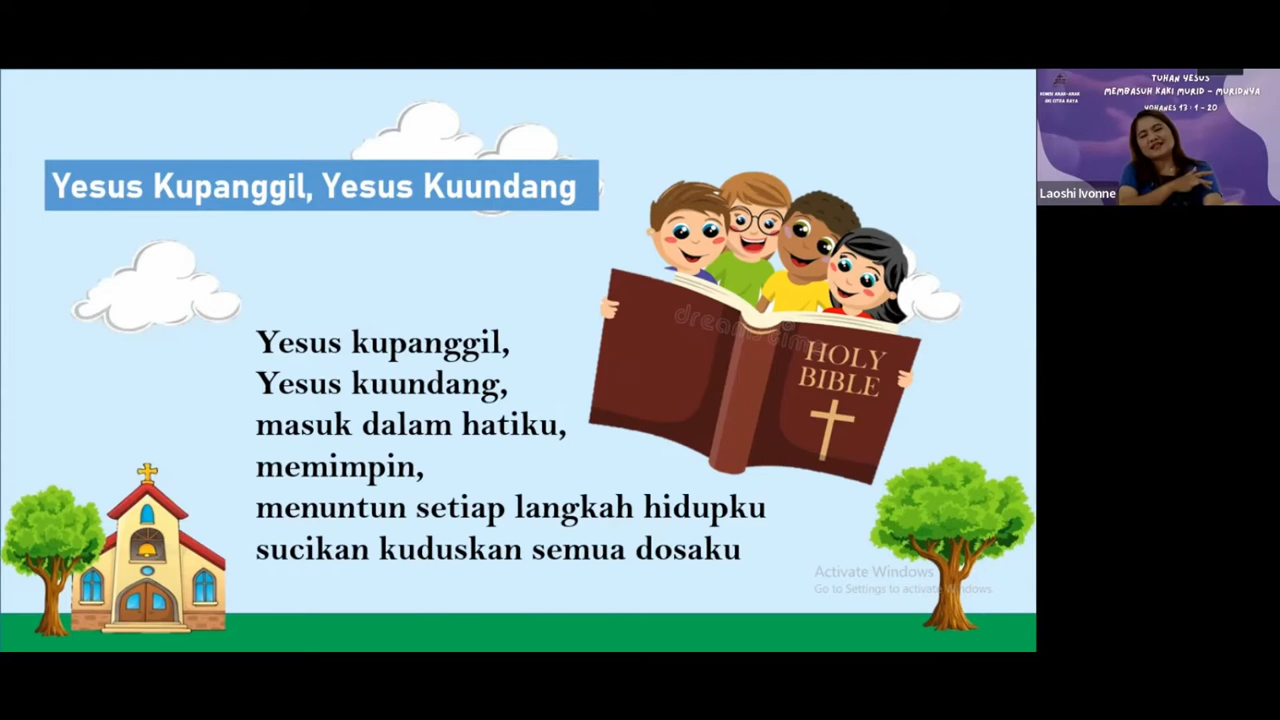 Yesus Kupanggil, Yesus Kuundang
Yesus kupanggil,
Yesus kuundang,
masuk dalam hatiku,
memimpin,
menuntun setiap langkah hidupku
sucikan kuduskan semua dosaku
HOLY
BIBLE
dreamstime
Activate Windows
Go to Settings to activate Windows
TUHAN YESUS
MEMBASUH KAKI MURID - MURIDNYA
YOHANES 13 : 1 - 20
Laoshi Ivonne